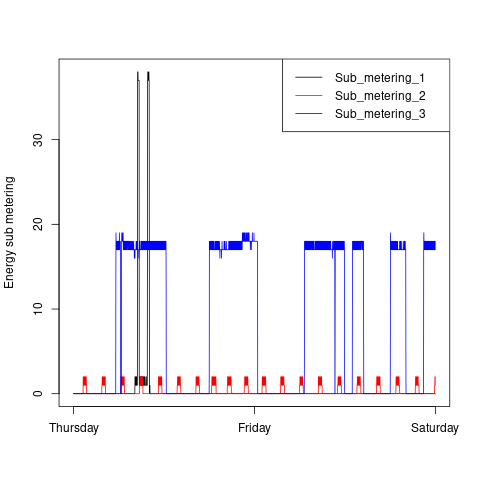 Sub_metering_1
Sub_metering_2
Sub_metering_3
Energy sub metering
30
20
10
0
Thursday Friday Saturday